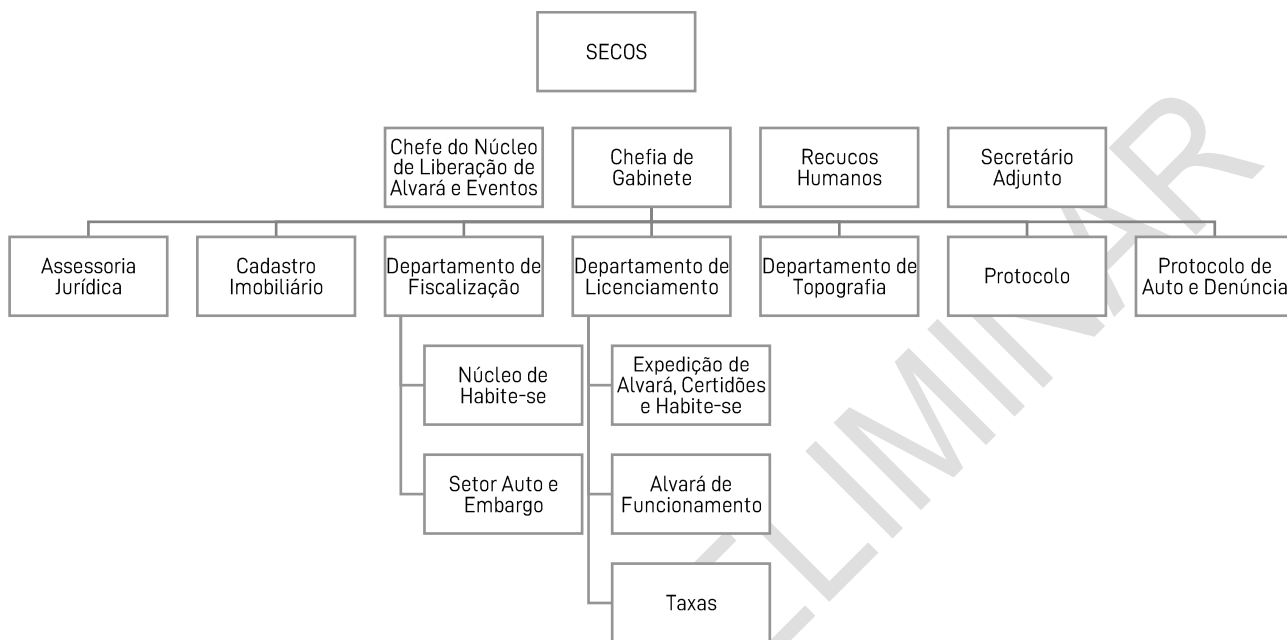 SECOS
Chefe do Núcleo
de Liberação de
Alvará e Eventos
Chefia de
Gabinete
Recucos
Humanos
Secretário
Adjunto
Assessoria
Jurídica
Cadastro
Imobiliário
Departamento de
Fiscalização
Departamento de
Licenciamento
Departamento de
Topografia
Protocolo
Protocolo de
Auto e Denúncia
Núcleo de
Habite-se
Expedição de
Alvará, Certidões
e Habite-se
Setor Auto e
Embargo
Alvará de
Funcionamento
Taxas
ELIMINAR